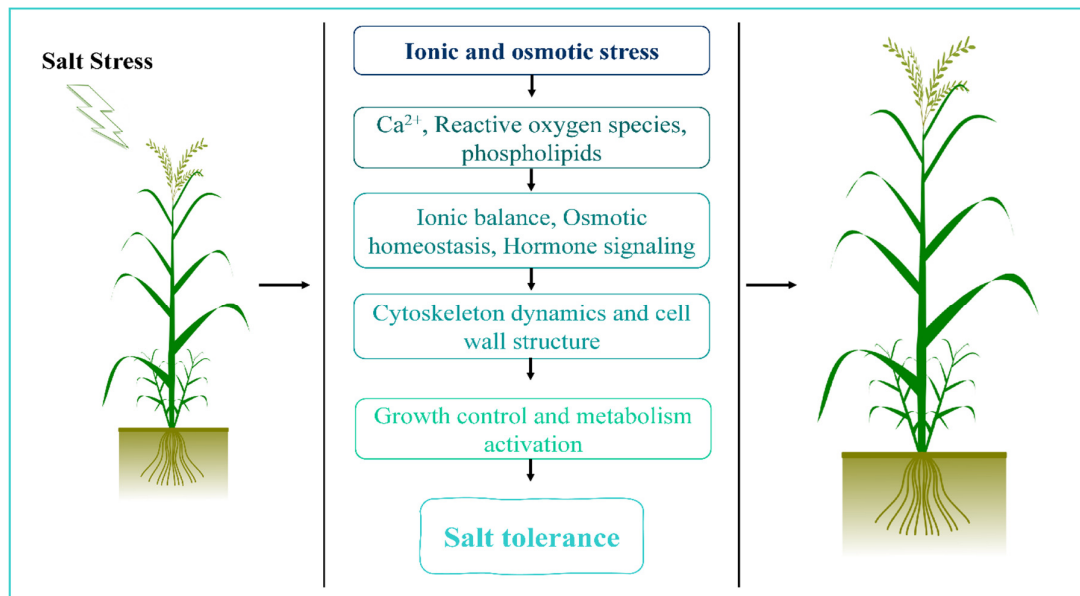 Salt Stress
Ionic and osmotic stress
Ca²⁺, Reactive oxygen species,
phospholipids
Ionic balance, Osmotic
homeostasis, Hormone signaling
Cytoskeleton dynamics and cell
wall structure
Growth control and metabolism
activation
Salt tolerance